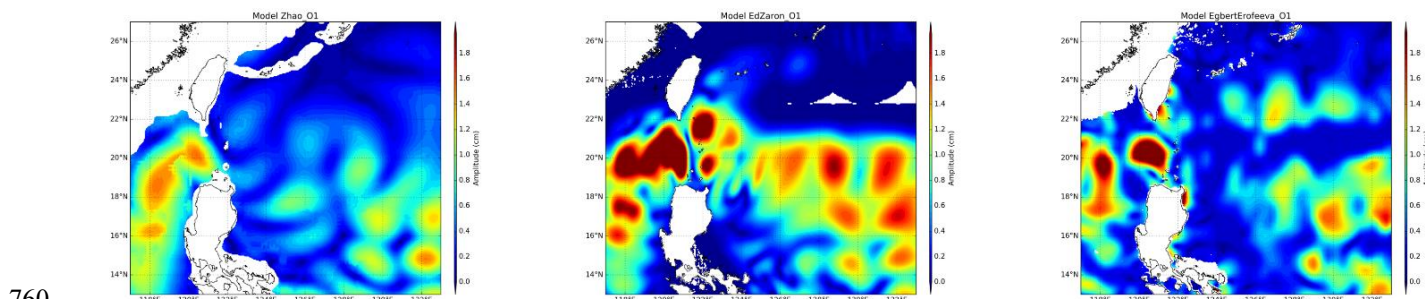 Model Zhao_O1
26°N
24°N
22°N
20°N
18°N
16°N
14°N
1.8
1.6
1.4
1.2
1.0
0.8
0.6
0.4
0.2
0.0
Amplitude (cm)
Model EdZaron_O1
26°N
24°N
22°N
20°N
18°N
16°N
14°N
1.8
1.6
1.4
1.2
1.0
0.8
0.6
0.4
0.2
0.0
Amplitude (cm)
Model EgbertErofeeva_O1
26°N
24°N
22°N
20°N
18°N
16°N
14°N
1.8
1.6
1.4
1.2
1.0
0.8
0.6
0.4
0.2
0.0
760